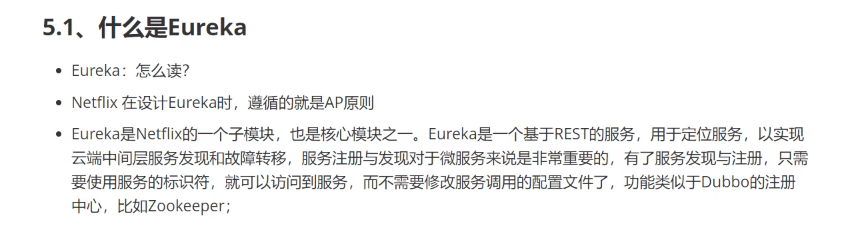 5.1、什么是Eureka
Eureka：怎么读？
Netflix 在设计Eureka时，遵循的就是AP原则
Eureka是Netflix的一个子模块，也是核心模块之一。Eureka是一个基于REST的服务，用于定位服务，以实现
云端中间层服务发现和故障转移，服务注册与发现对于微服务来说是非常重要的，有了服务发现与注册，只需
要使用服务的标识符，就可以访问到服务，而不需要修改服务调用的配置文件了，功能类似于Dubbo的注册
中心，比如Zookeeper；